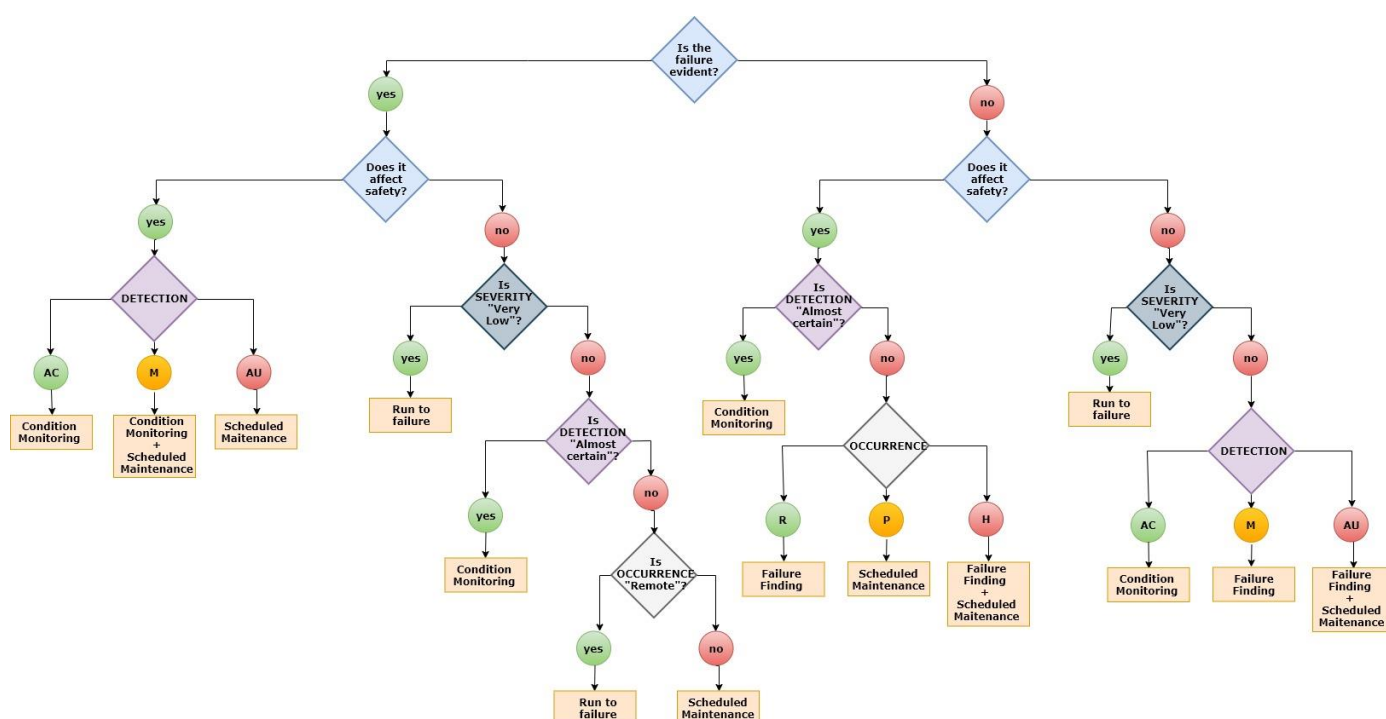 Is the
failure
evident?
yes
no
Does it
affect
safety?
Does it
affect
safety?
yes
no
yes
no
DETECTION
Is
SEVERITY
"Very
Low"?
Is
DETECTION
"Almost
certain"?
Is
SEVERITY
"Very
Low"?
AC
M
AU
yes
no
yes
no
yes
no
Condition
Monitoring
Condition
Monitoring
+
Scheduled
Maintenance
Scheduled
Maitenance
Run to
failure
Is
DETECTION
"Almost
certain"?
Condition
Monitoring
OCCURRENCE
Run to
failure
DETECTION
yes
no
R
P
H
AC
M
AU
Condition
Monitoring
Is
OCCURRENCE
"Remote"?
Failure
Finding
Scheduled
Maintenance
Failure
Finding
+
Scheduled
Maitenance
Condition
Monitoring
Failure
Finding
Failure
Finding
+
Scheduled
Maitenance
yes
no
Run to
failure
Scheduled
Maintenance